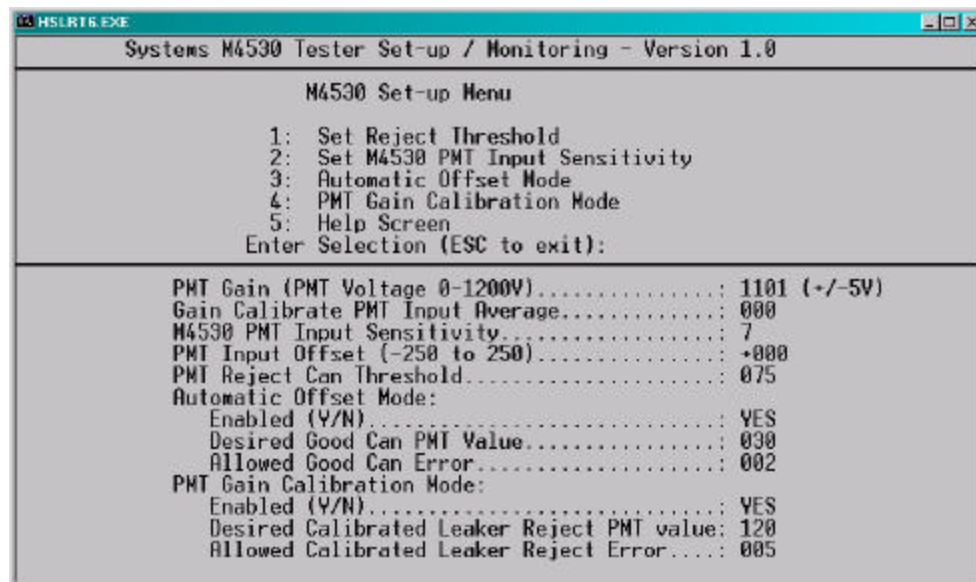 HSLRT6.EXE
Systems M4530 Tester Set-up / Monitoring - Version 1.0
M4530 Set-up Menu
1: Set Reject Threshold
2: Set M4530 PMT Input Sensitivity
3: Automatic Offset Mode
4: PMT Gain Calibration Mode
5: Help Screen
Enter Selection (ESC to exit):
PMT Gain (PMT Voltage 0-1200V)...............: 1101 (+/-5V)
Gain Calibrate PMT Input Average.............: 000
M4530 PMT Input Sensitivity..................: 7
PMT Input Offset (-250 to 250)...............: +000
PMT Reject Can Threshold.....................: 075
Automatic Offset Mode:
Enabled (Y/N).............................: YES
Desired Good Can PMT Value................: 030
Allowed Good Can Error....................: 002
PMT Gain Calibration Mode:
Enabled (Y/N).............................: YES
Desired Calibrated Leaker Reject PMT value: 120
Allowed Calibrated Leaker Reject Error....: 005